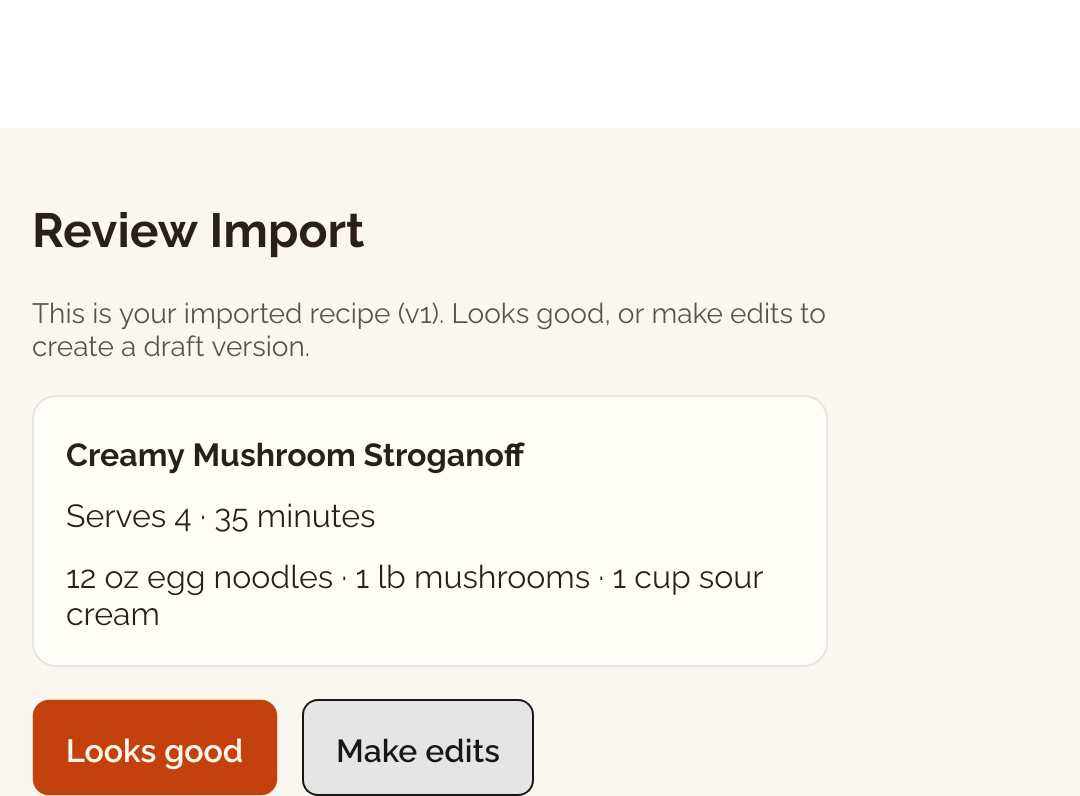 Review Import
This is your imported recipe (v1). Looks good, or make edits to
create a draft version.
Creamy Mushroom Stroganoff
Serves 4 · 35 minutes
12 oz egg noodles · 1 lb mushrooms · 1 cup sour
cream
Looks good
Make edits